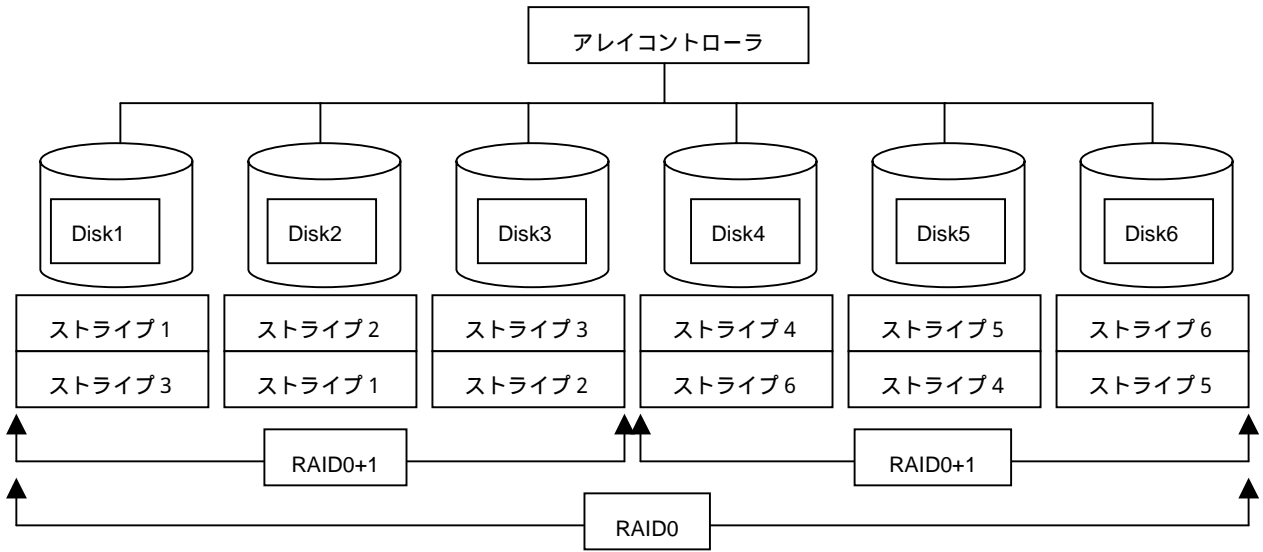 アレイコントローラ
Disk1
Disk2
Disk3
Disk4
Disk5
Disk6
ストライプ1
ストライプ2
ストライプ3
ストライプ4
ストライプ5
ストライプ6
ストライプ3
ストライプ1
ストライプ2
ストライプ6
ストライプ4
ストライプ5
RAID0+1
RAID0+1
RAID0